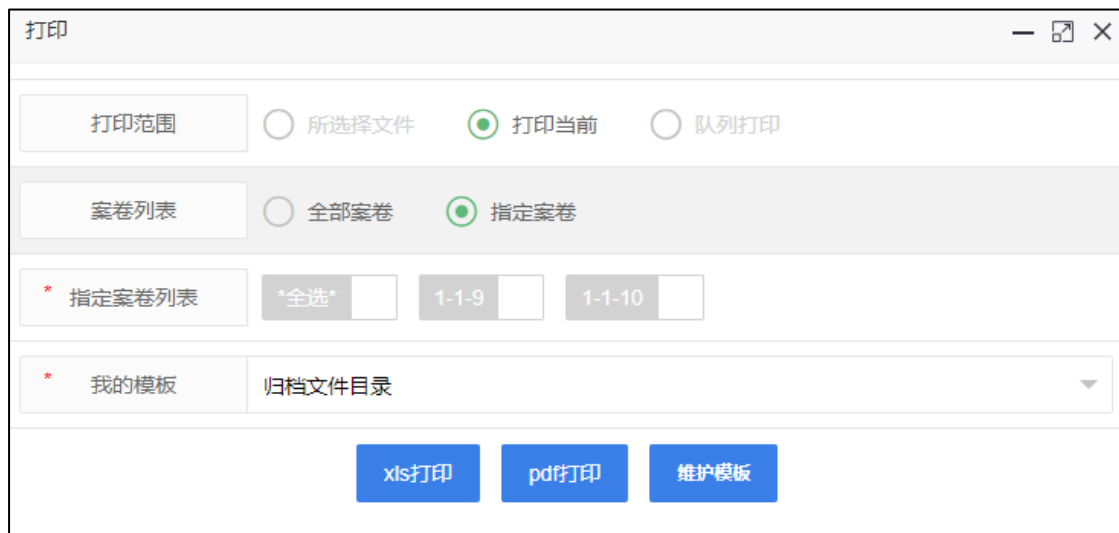 打印
打印范围 所选择文件 打印当前 队列打印
案卷列表 全部案卷 指定案卷
* 指定案卷列表 *全选* 1-1-9 1-1-10
* 我的模板 归档文件目录
xls打印 pdf打印 维护模板